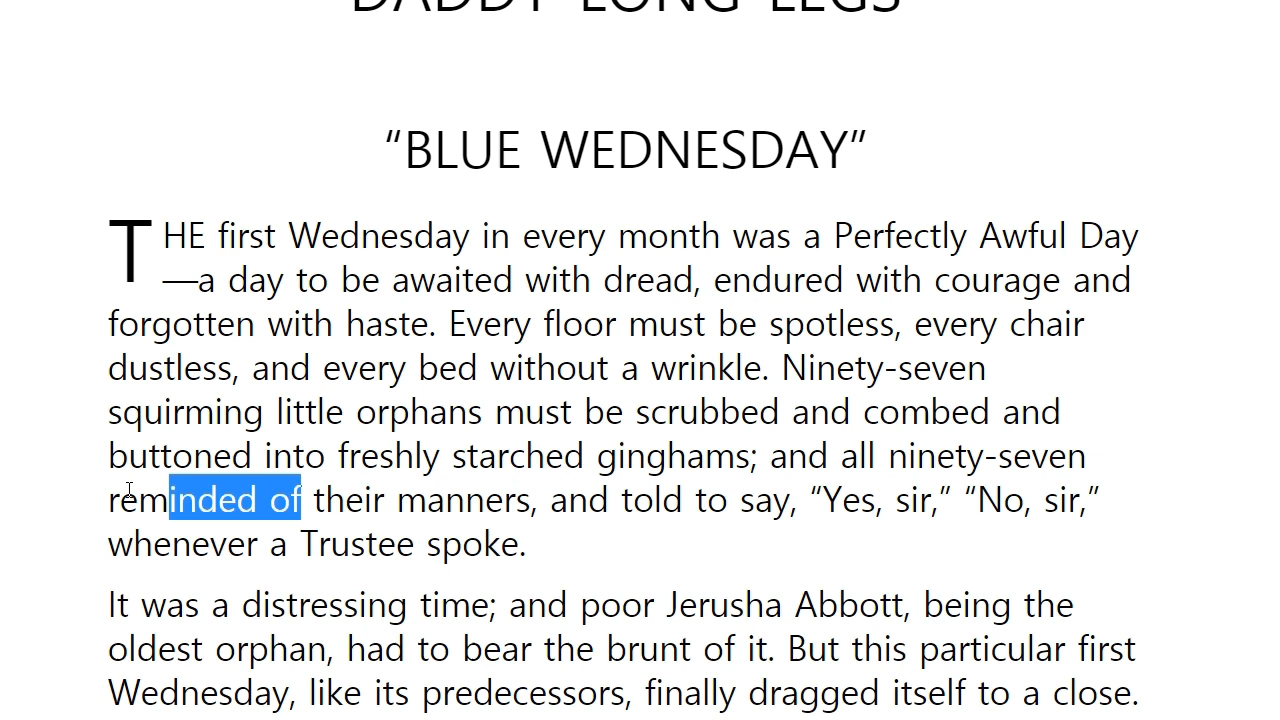 DADDY-LONG-LEGS
“BLUE WEDNESDAY”
THE first Wednesday in every month was a Perfectly Awful Day
—a day to be awaited with dread, endured with courage and
forgotten with haste. Every floor must be spotless, every chair
dustless, and every bed without a wrinkle. Ninety-seven
squirming little orphans must be scrubbed and combed and
buttoned into freshly starched ginghams; and all ninety-seven
reminded of their manners, and told to say, “Yes, sir,” “No, sir,”
whenever a Trustee spoke.
It was a distressing time; and poor Jerusha Abbott, being the
oldest orphan, had to bear the brunt of it. But this particular first
Wednesday, like its predecessors, finally dragged itself to a close.